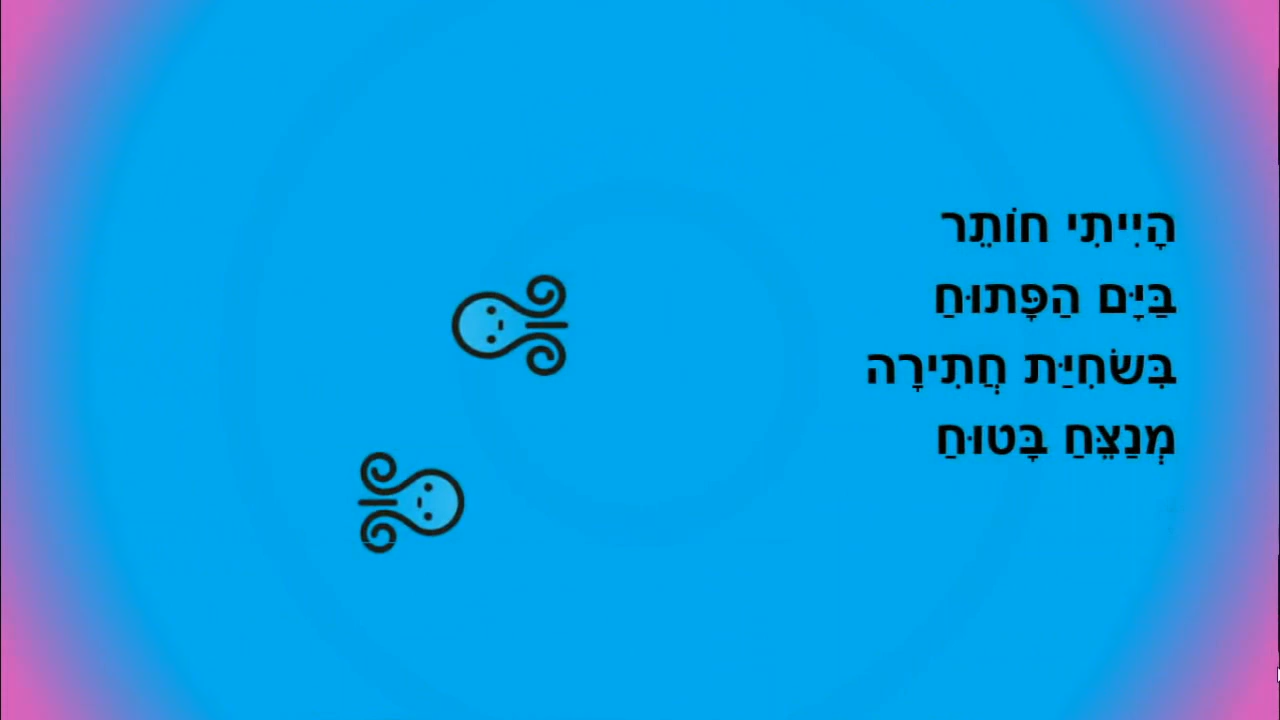 הָיִיתִי חוֹתֵר
בַּיָּם הַפָּתוּחַ
בִּשְׂחִיַּת חֲתִירָה
מְנַצֵּחַ בָּטוּחַ